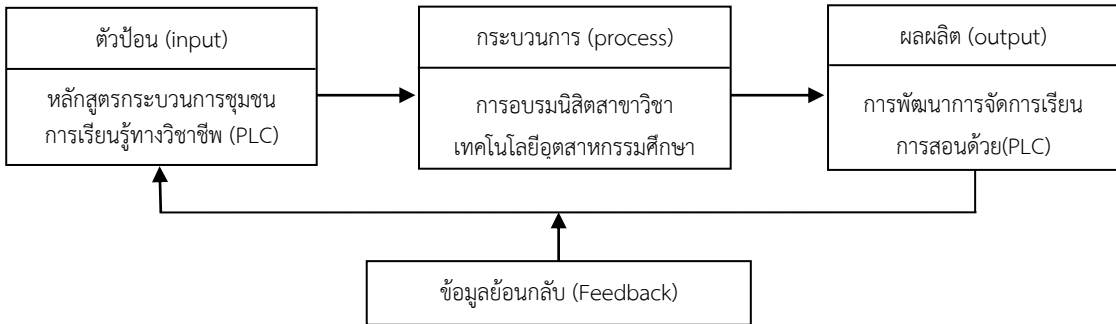 ตัวป้อน (input)
หลักสูตรกระบวนการชุมชน
การเรียนรู้ทางวิชาชีพ (PLC)
กระบวนการ (process)
การอบรมนิสิตสาขาวิชา
เทคโนโลยีอุตสาหกรรมศึกษา
ผลผลิต (output)
การพัฒนาการจัดการเรียน
การสอนด้วย(PLC)
ข้อมูลย้อนกลับ (Feedback)